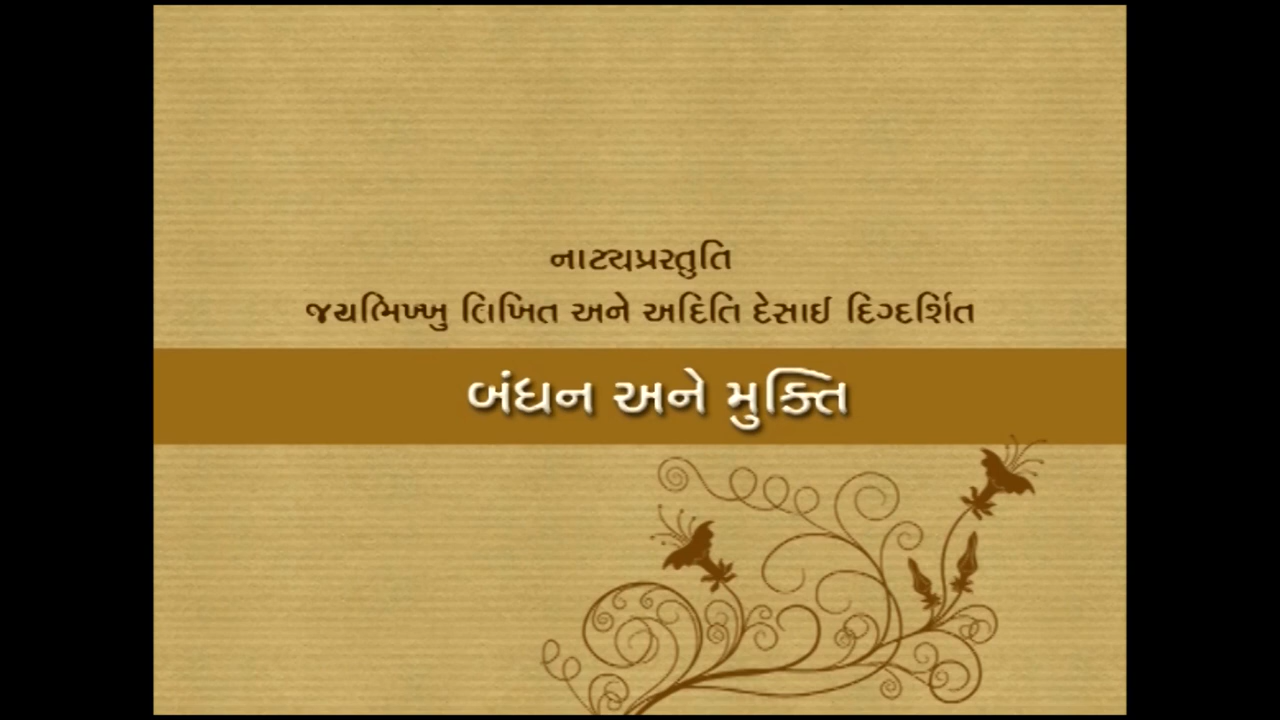 નાટ્યપ્રસ્તુતિ
જયભિખ્ખુ લિખિત અને અદિતિ દેસાઈ દિગ્દર્શિત
બંધન અને મુક્તિ